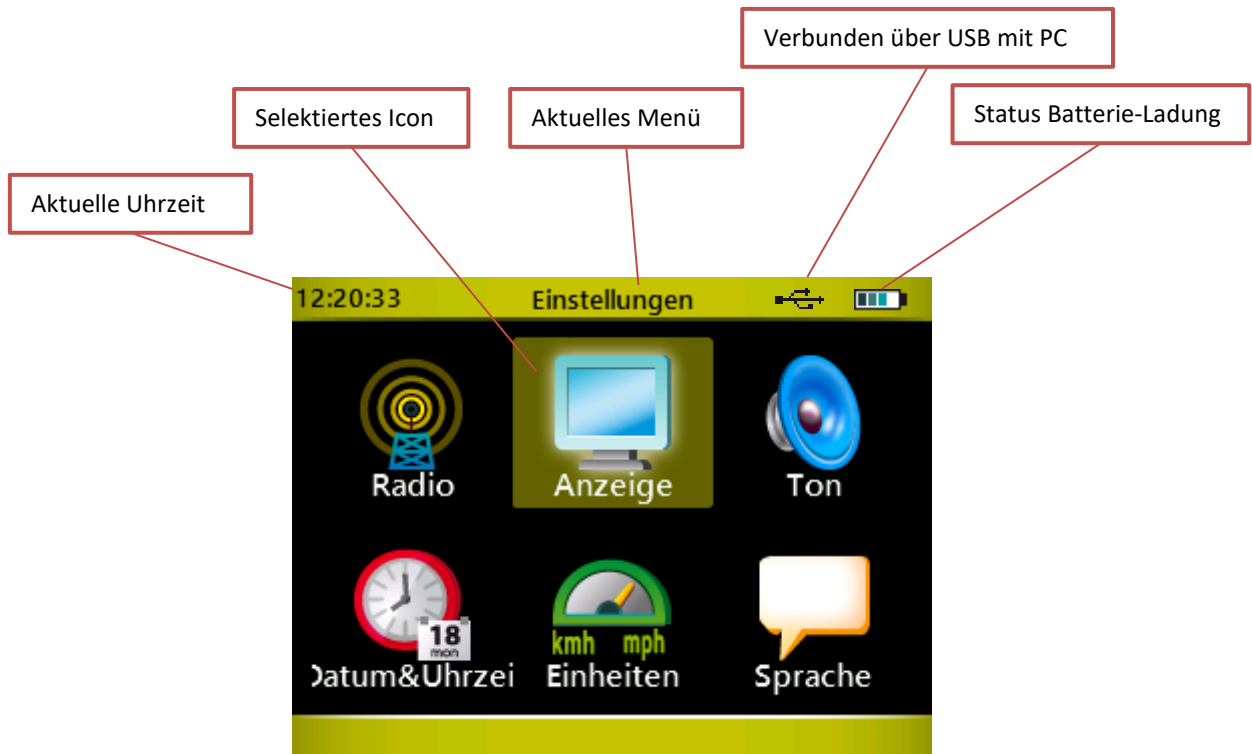 Verbunden über USB mit PC
Selektiertes Icon
Aktuelles Menü
Status Batterie-Ladung
Aktuelle Uhrzeit
12:20:33
Einstellungen
Radio
Anzeige
Ton
18
mon
kmh mph
Datum&Uhrzei
Einheiten
Sprache